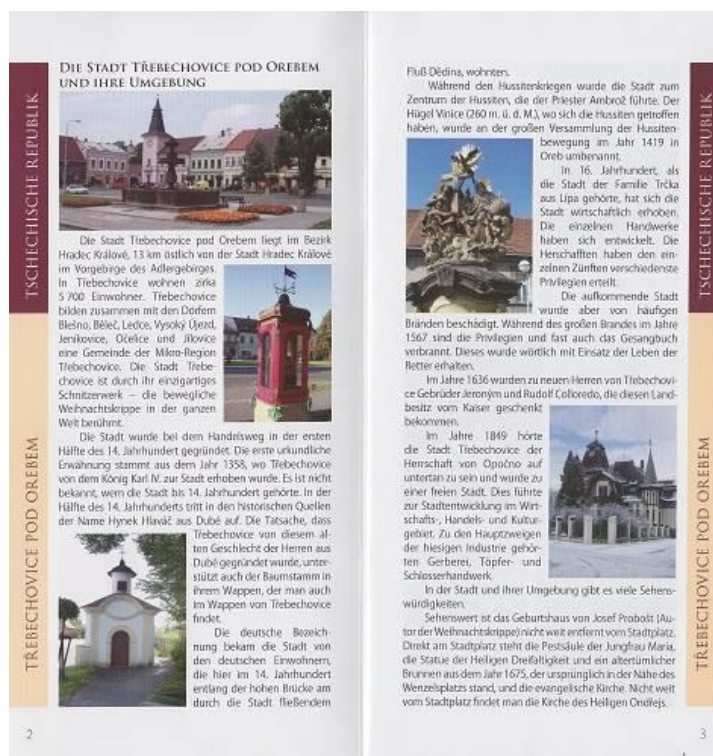 TSCHECHISCHE REPUBLIK
TŘEBECHOVICE POD OREBEM
DIE STADT TŘEBECHOVICE POD OREBEM
UND IHRE UMGEBUNG
Die Stadt Třebechovice pod Orebem liegt im Bezirk
Hradec Králové, 13 km östlich von der Stadt Hradec Králové
im Vorgebirge des Adlergebirges.
In Třebechovice wohnen zirka
5 700 Einwohner. Třebechovice
bilden zusammen mit den Dörfern
Blešno, Běleč, Ledce, Vysoký Újezd,
Jeníkovice, Očelice und Jílovice
eine Gemeinde der Mikro-Region
Třebechovice. Die Stadt Třebe-
chovice ist durch ihr einzigartiges
Schnitzerwerk – die bewegliche
Weihnachtskrippe in der ganzen
Welt berühmt.
Die Stadt wurde bei dem Handelsweg in der ersten
Hälfte des 14. Jahrhundert gegründet. Die erste urkundliche
Erwähnung stammt aus dem Jahr 1358, wo Třebechovice
von dem König Karl IV. zur Stadt erhoben wurde. Es ist nicht
bekannt, wem die Stadt bis 14. Jahrhundert gehörte. In der
Hälfte des 14. Jahrhunderts tritt in den historischen Quellen
der Name Hynek Hlaváč aus Dubé auf. Die Tatsache, dass
Třebechovice von diesem al-
ten Geschlecht der Herren aus
Dubé gegründet wurde, unter-
stützt auch der Baumstamm in
ihrem Wappen, der man auch
im Wappen von Třebechovice
findet.
Die deutsche Bezeich-
nung bekam die Stadt von
den deutschen Einwohnern,
die hier im 14. Jahrhundert
entlang der hohen Brücke am
durch die Stadt fließendem
2
Fluß Dědina, wohnten.
Während den Hussitenkriegen wurde die Stadt zum
Zentrum der Hussiten, die der Priester Ambrož führte. Der
Hügel Vinice (260 m. ü. d. M.), wo sich die Hussiten getroffen
haben, wurde an der großen Versammlung der Hussiten-
bewegung im Jahr 1419 in
Oreb umbenannt.
In 16. Jahrhundert, als
die Stadt der Familie Trčka
aus Lípa gehörte, hat sich die
Stadt wirtschaftlich erhoben.
Die einzelnen Handwerke
haben sich entwickelt. Die
Herschafften haben den ein-
zelnen Zünften verschiedenste
Privilegien erteilt.
Die aufkommende Stadt
wurde aber von häufigen
Bränden beschädigt. Während des großen Brandes im Jahre
1567 sind die Privilegien und fast auch das Gesangbuch
verbrannt. Dieses wurde wörtlich mit Einsatz der Leben der
Retter erhalten.
Im Jahre 1636 wurden zu neuen Herren von Třebechovi-
ce Gebrüder Jeroným und Rudolf Colloredo, die diesen Land-
besitz vom Kaiser geschenkt
bekommen.
Im Jahre 1849 hörte
die Stadt Třebechovice der
Herrschaft von Opočno auf
untertan zu sein und wurde zu
einer freien Stadt. Dies führte
zur Stadtentwicklung im Wirt-
schafts-, Handels- und Kultur-
gebiet. Zu den Hauptzweigen
der hiesigen Industrie gehör-
ten Gerberei, Töpfer- und
Schlosserhandwerk.
In der Stadt und ihrer Umgebung gibt es viele Sehens-
würdigkeiten.
Sehenswert ist das Geburtshaus von Josef Probošt (Au-
tor der Weihnachtskrippe) nicht weit entfernt vom Stadtplatz.
Direkt am Stadtplatz steht die Pestsäule der Jungfrau Maria,
die Statue der Heiligen Dreifaltigkeit und ein altertümlicher
Brunnen aus dem Jahr 1675, der ursprünglich in der Nähe des
Wenzelsplatzs stand, und die evangelische Kirche. Nicht weit
vom Stadtplatz findet man die Kirche des Heiligen Ondřejs.
TSCHECHISCHE REPUBLIK
TŘEBECHOVICE POD OREBEM
3